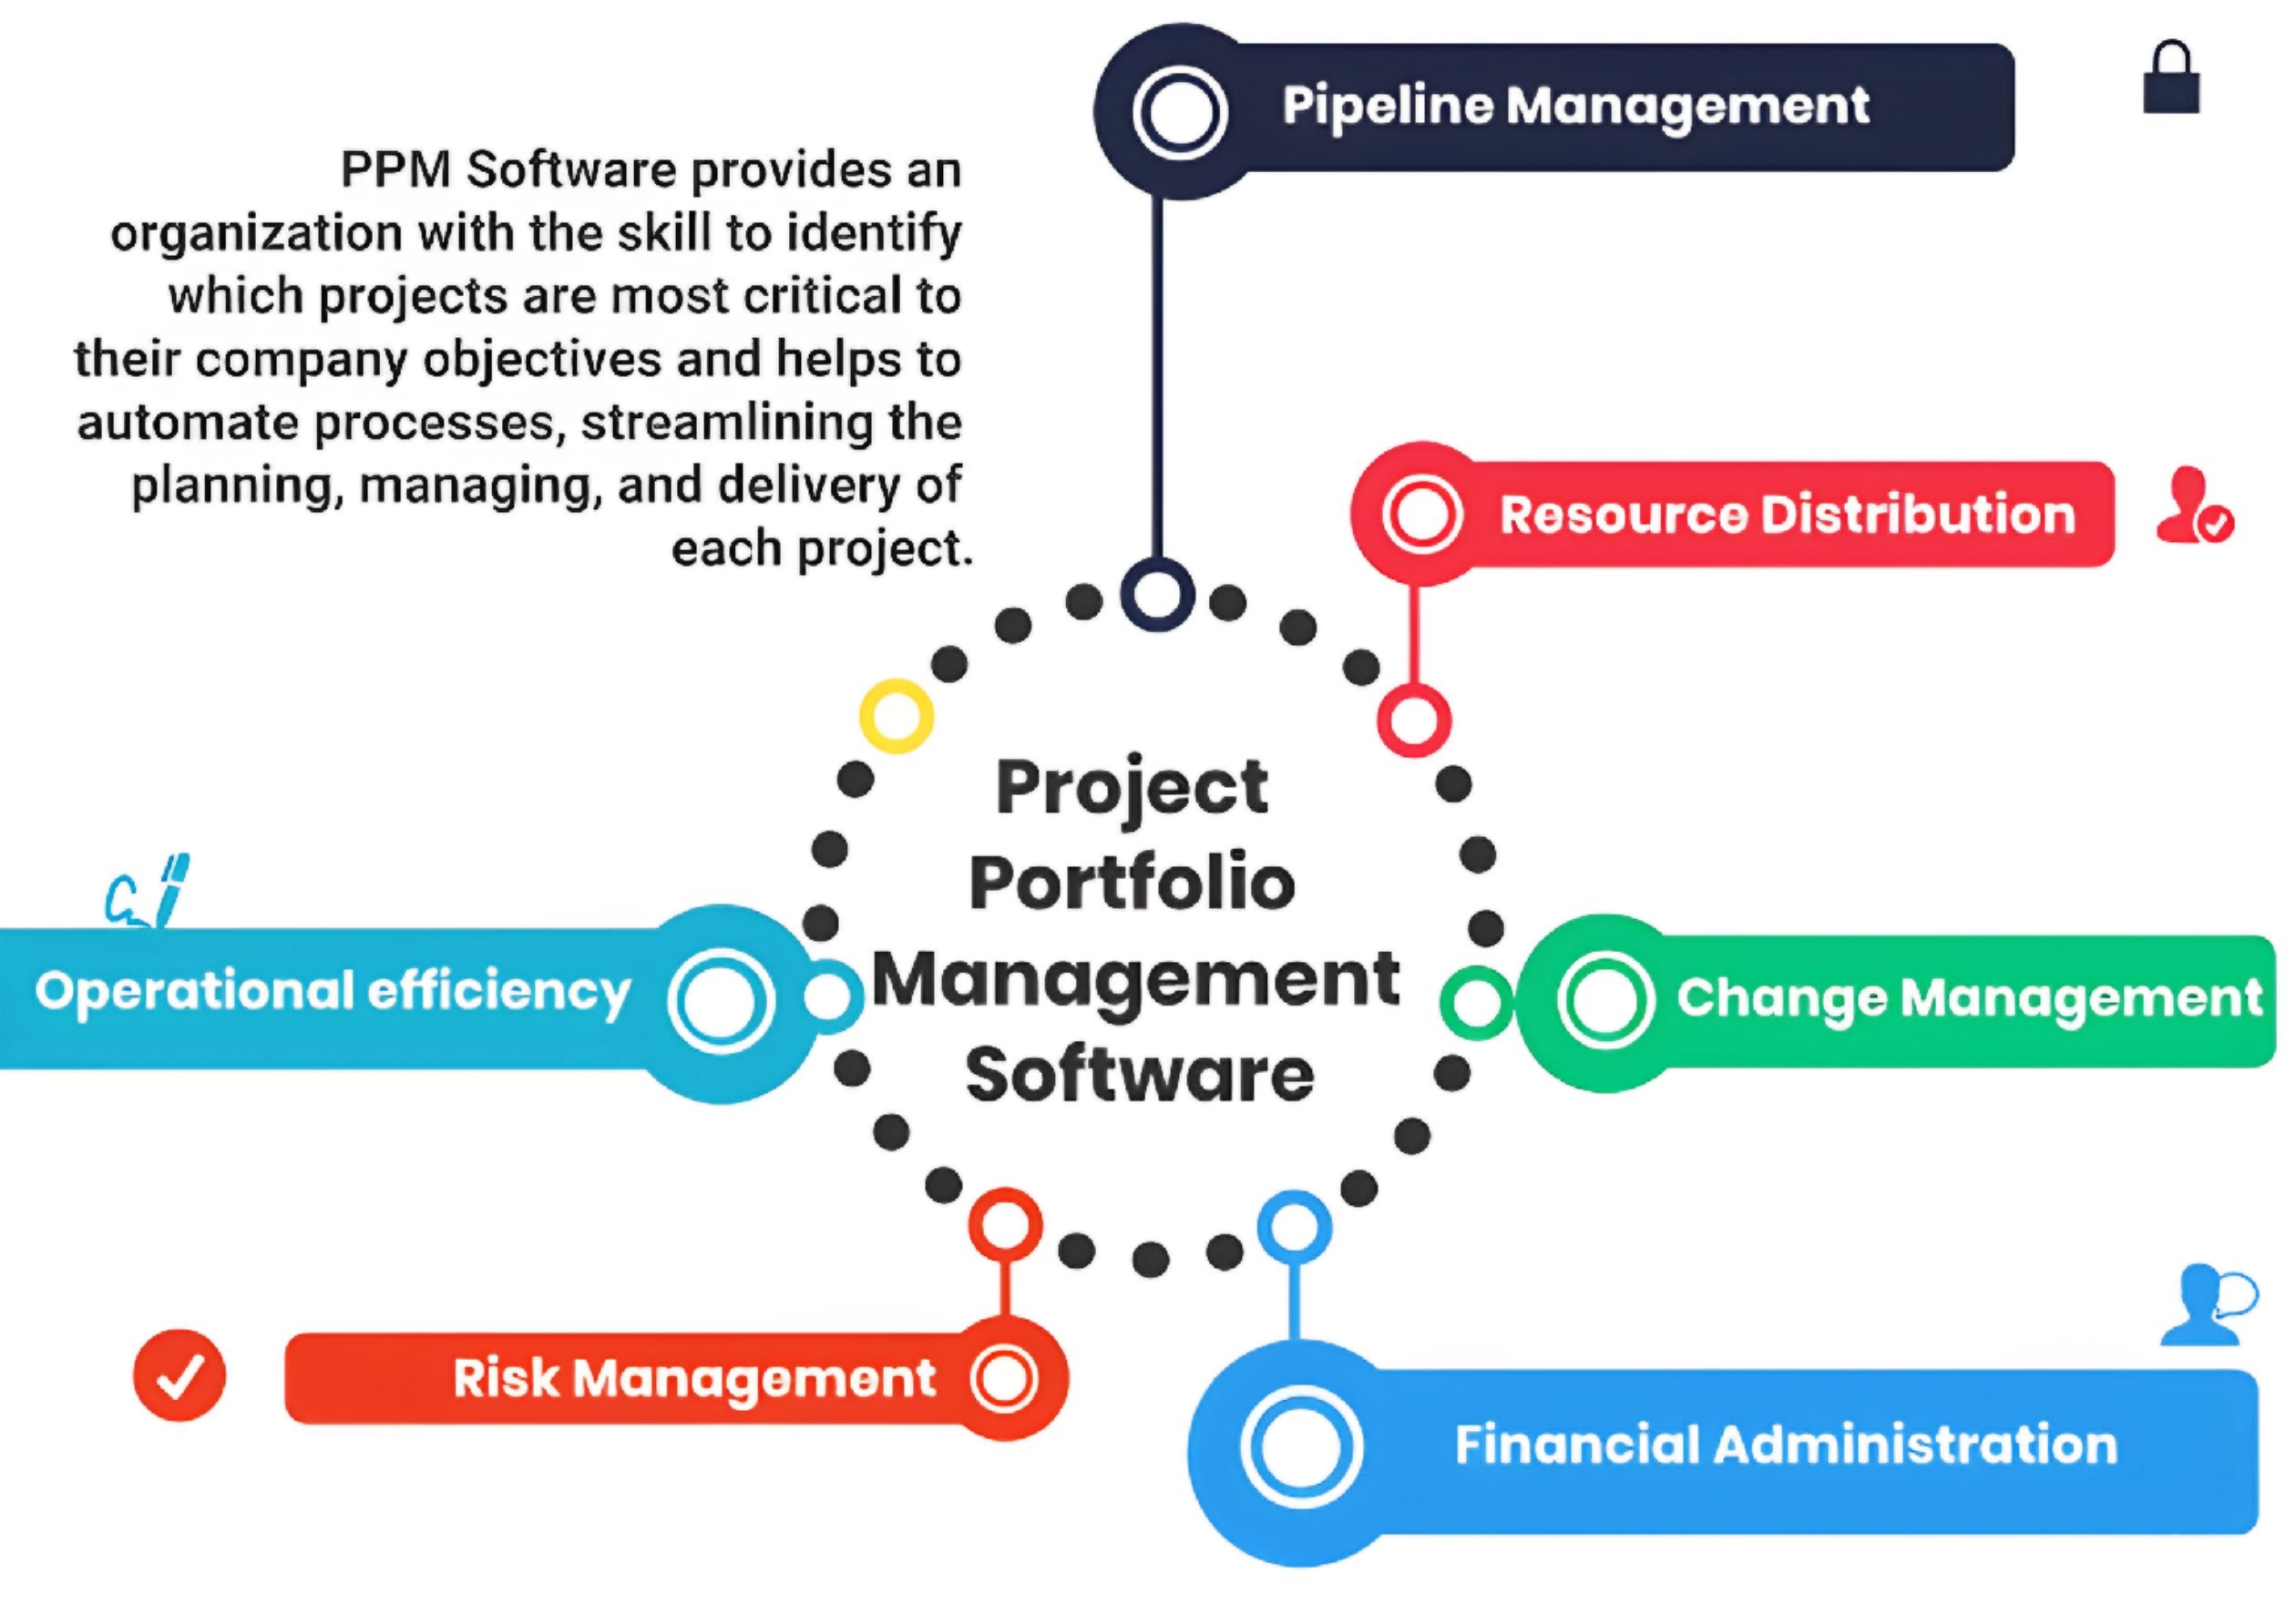 Pipeline Management
PPM Software provides an
organization with the skill to identify
which projects are most critical to
their company objectives and helps to
automate processes, streamlining the
planning, managing, and delivery of
each project.
Resource Distribution
Project
Portfolio
Management
Software
Operational efficiency
Change Management
Risk Management
Financial Administration